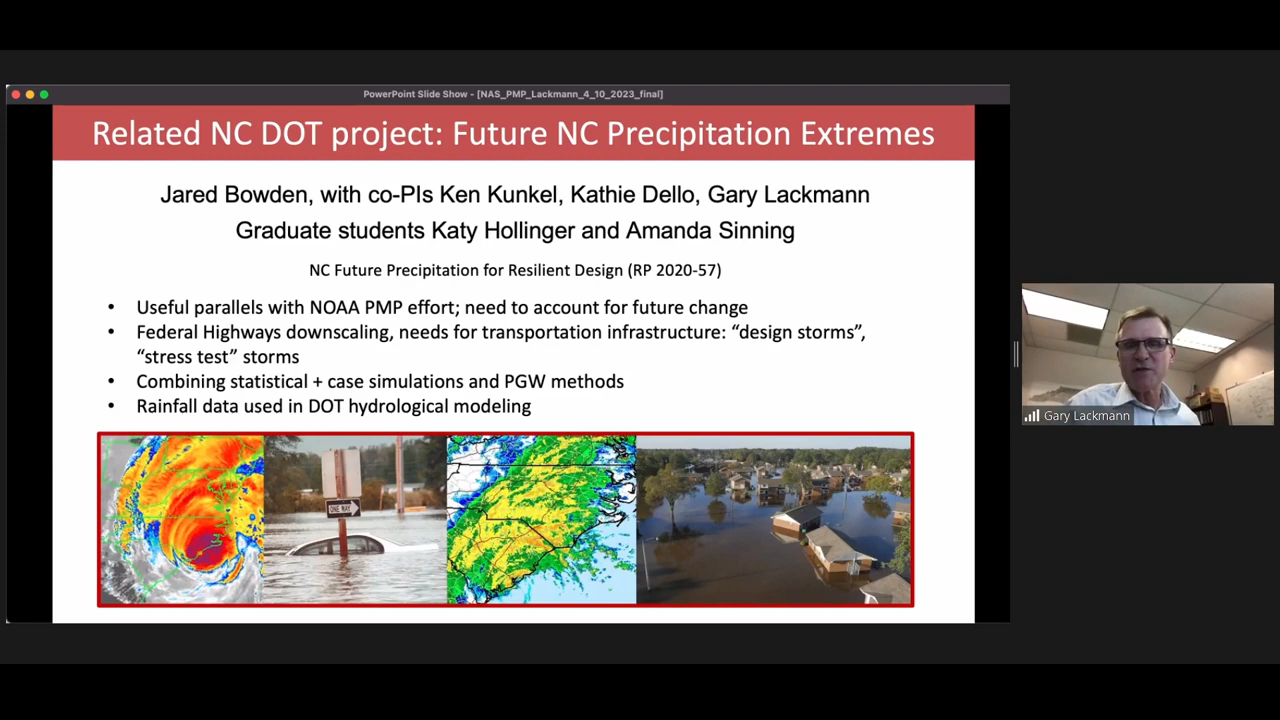 PowerPoint Slide Show - [NAS_PMP_Lackmann_4_10_2023_final]
Related NC DOT project: Future NC Precipitation Extremes
Jared Bowden, with co-PIs Ken Kunkel, Kathie Dello, Gary Lackmann
Graduate students Katy Hollinger and Amanda Sinning
NC Future Precipitation for Resilient Design (RP 2020-57)
• Useful parallels with NOAA PMP effort; need to account for future change
• Federal Highways downscaling, needs for transportation infrastructure: “design storms”,
“stress test” storms
• Combining statistical + case simulations and PGW methods
• Rainfall data used in DOT hydrological modeling
ONE WAY
Gary Lackmann